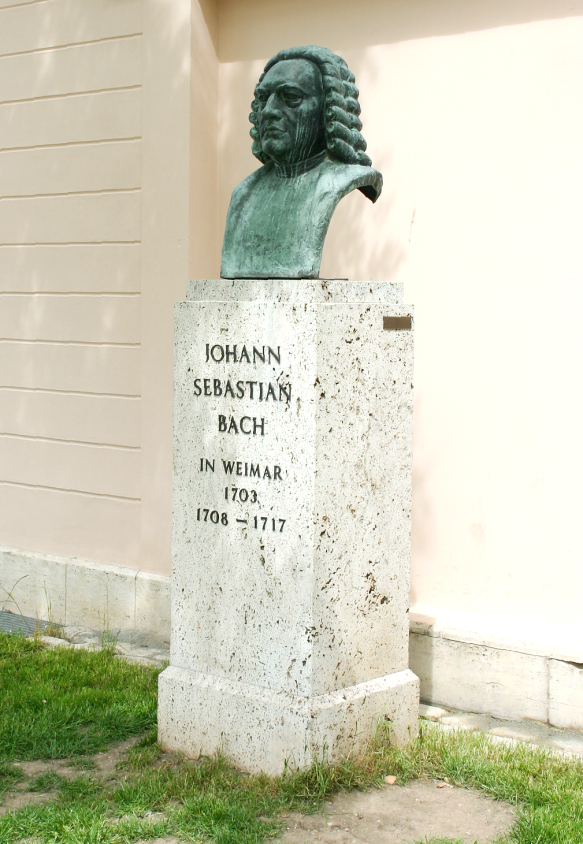 JOHANN
SEBASTIAN
BACH
IN WEIMAR
1703
1708 – 1717